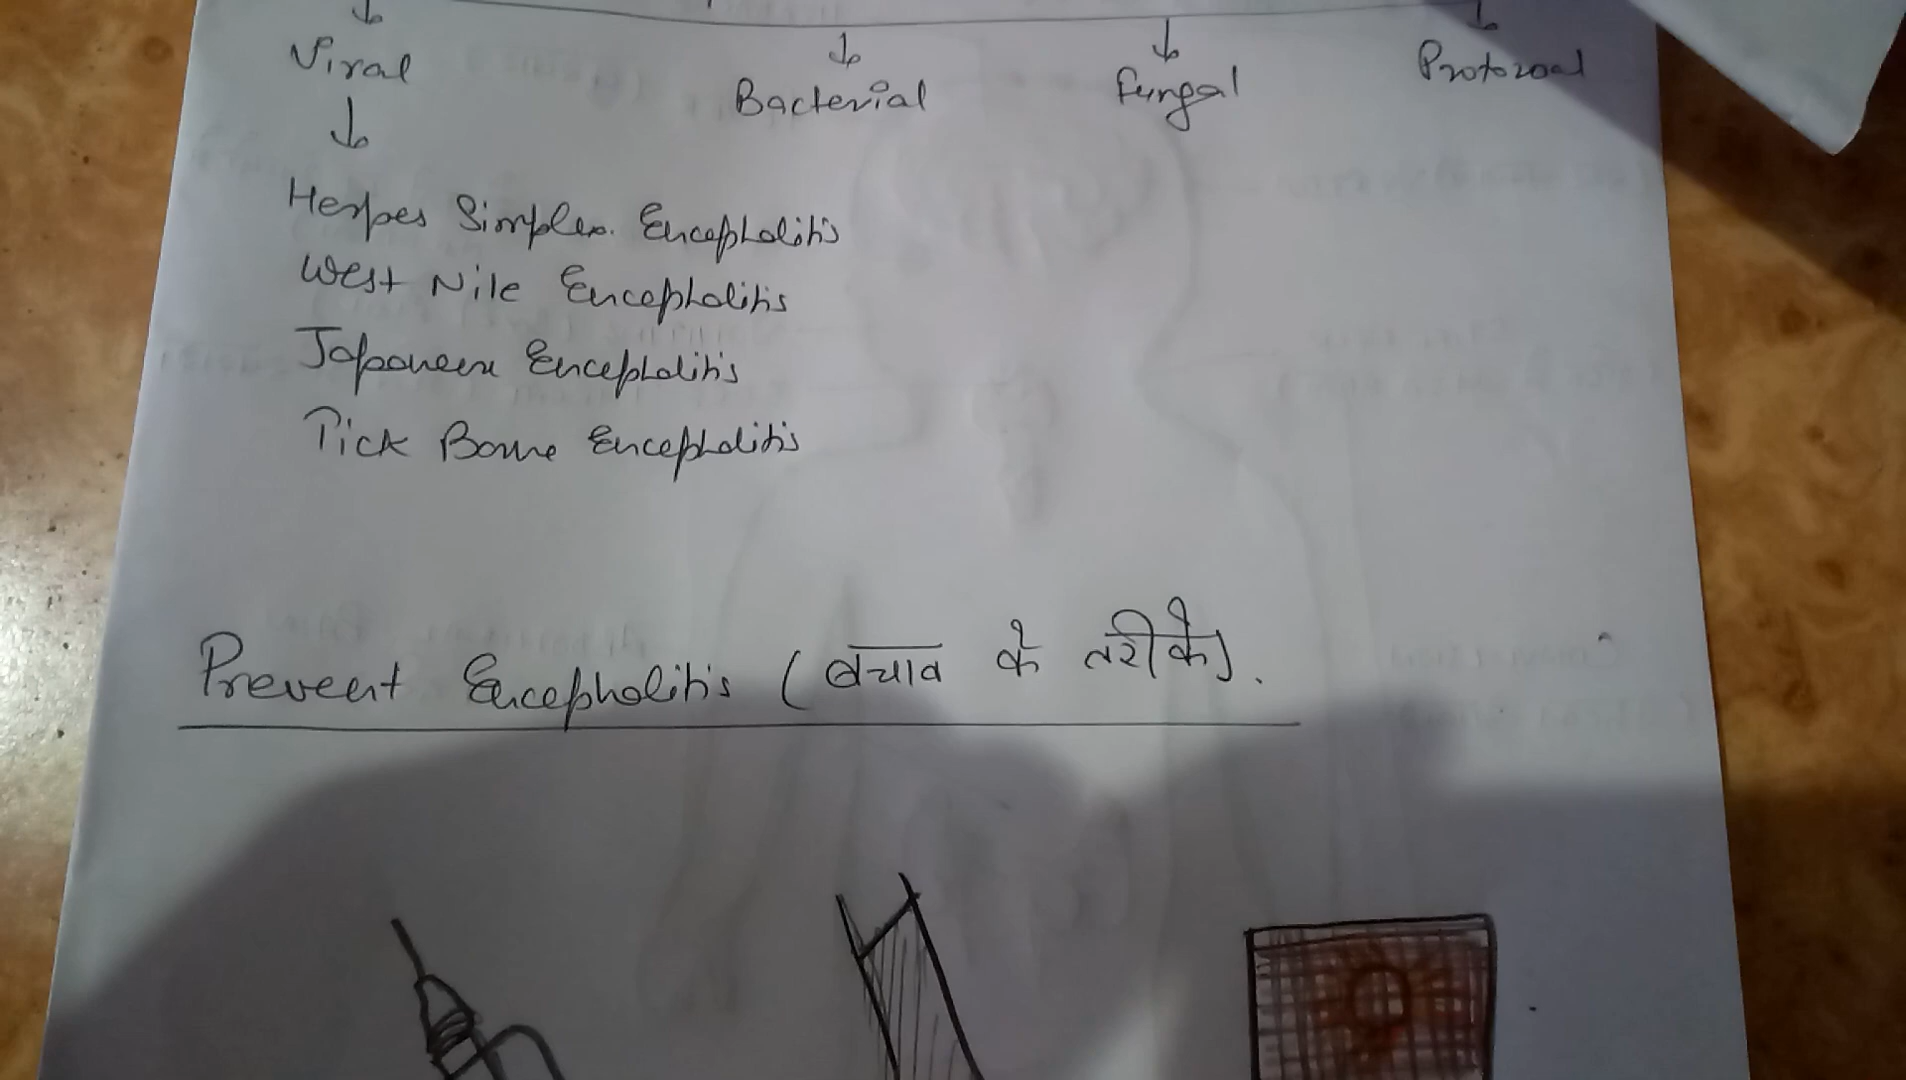 Viral
Bacterial
Fungal
Protozoal
Herpes Simplex Encephalitis
West Nile Encephalitis
Japanese Encephalitis
Tick Borne Encephalitis
Prevent Encephalitis (बचाव के तरीके).